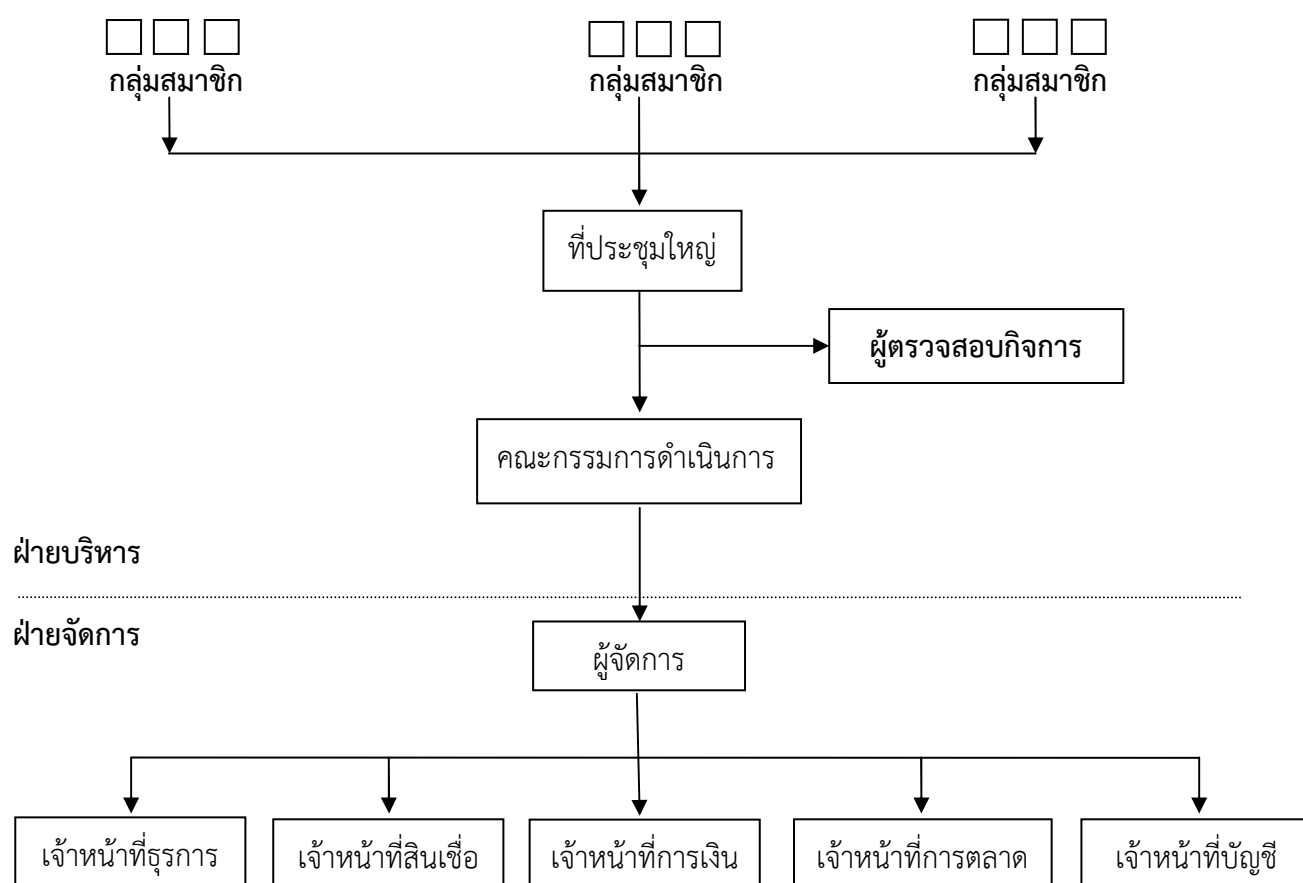 กลุ่มสมาชิก กลุ่มสมาชิก กลุ่มสมาชิก
ที่ประชุมใหญ่
ผู้ตรวจสอบกิจการ
คณะกรรมการดำเนินการ
ฝ่ายบริหาร
ฝ่ายจัดการ
ผู้จัดการ
เจ้าหน้าที่ธุรการ เจ้าหน้าที่สินเชื่อ เจ้าหน้าที่การเงิน เจ้าหน้าที่การตลาด เจ้าหน้าที่บัญชี